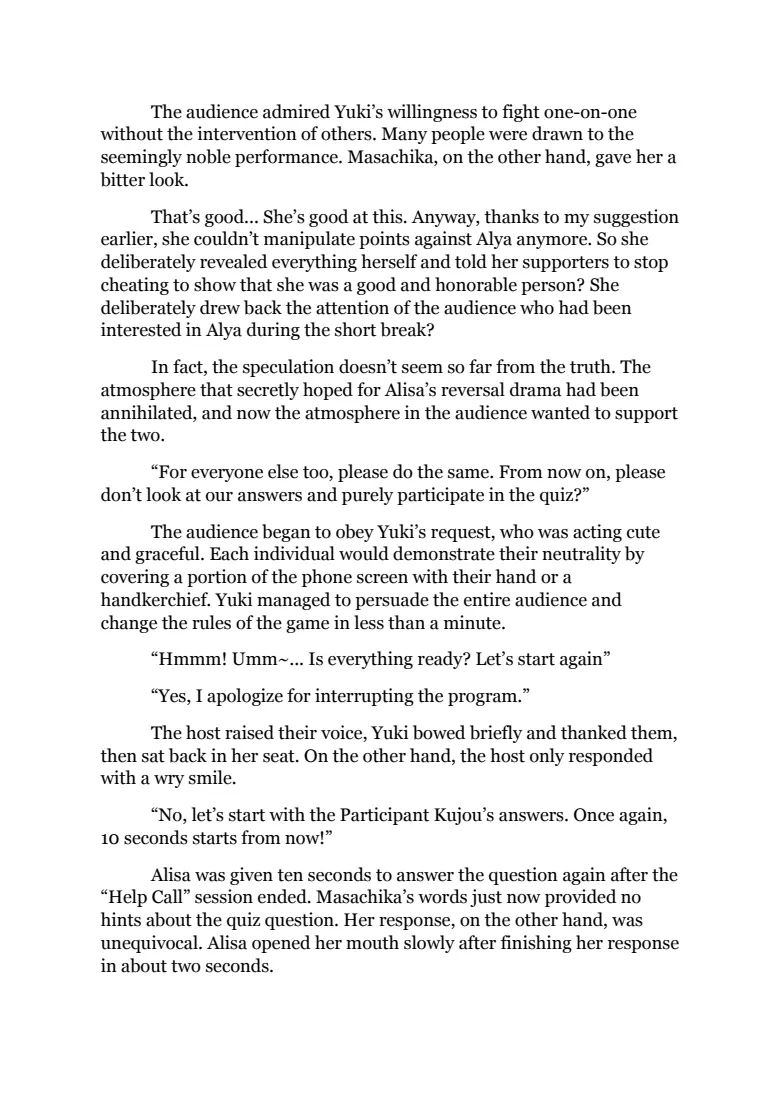 The audience admired Yuki’s willingness to fight one-on-one
without the intervention of others. Many people were drawn to the
seemingly noble performance. Masachika, on the other hand, gave her a
bitter look.
That’s good... She’s good at this. Anyway, thanks to my suggestion
earlier, she couldn’t manipulate points against Alya anymore. So she
deliberately revealed everything herself and told her supporters to stop
cheating to show that she was a good and honorable person? She
deliberately drew back the attention of the audience who had been
interested in Alya during the short break?
In fact, the speculation doesn’t seem so far from the truth. The
atmosphere that secretly hoped for Alisa’s reversal drama had been
annihilated, and now the atmosphere in the audience wanted to support
the two.
“For everyone else too, please do the same. From now on, please
don’t look at our answers and purely participate in the quiz?”
The audience began to obey Yuki’s request, who was acting cute
and graceful. Each individual would demonstrate their neutrality by
covering a portion of the phone screen with their hand or a
handkerchief. Yuki managed to persuade the entire audience and
change the rules of the game in less than a minute.
“Hmmm! Umm~... Is everything ready? Let’s start again”
“Yes, I apologize for interrupting the program.”
The host raised their voice, Yuki bowed briefly and thanked them,
then sat back in her seat. On the other hand, the host only responded
with a wry smile.
“No, let’s start with the Participant Kujou’s answers. Once again,
10 seconds starts from now!”
Alisa was given ten seconds to answer the question again after the
“Help Call” session ended. Masachika’s words just now provided no
hints about the quiz question. Her response, on the other hand, was
unequivocal. Alisa opened her mouth slowly after finishing her response
in about two seconds.